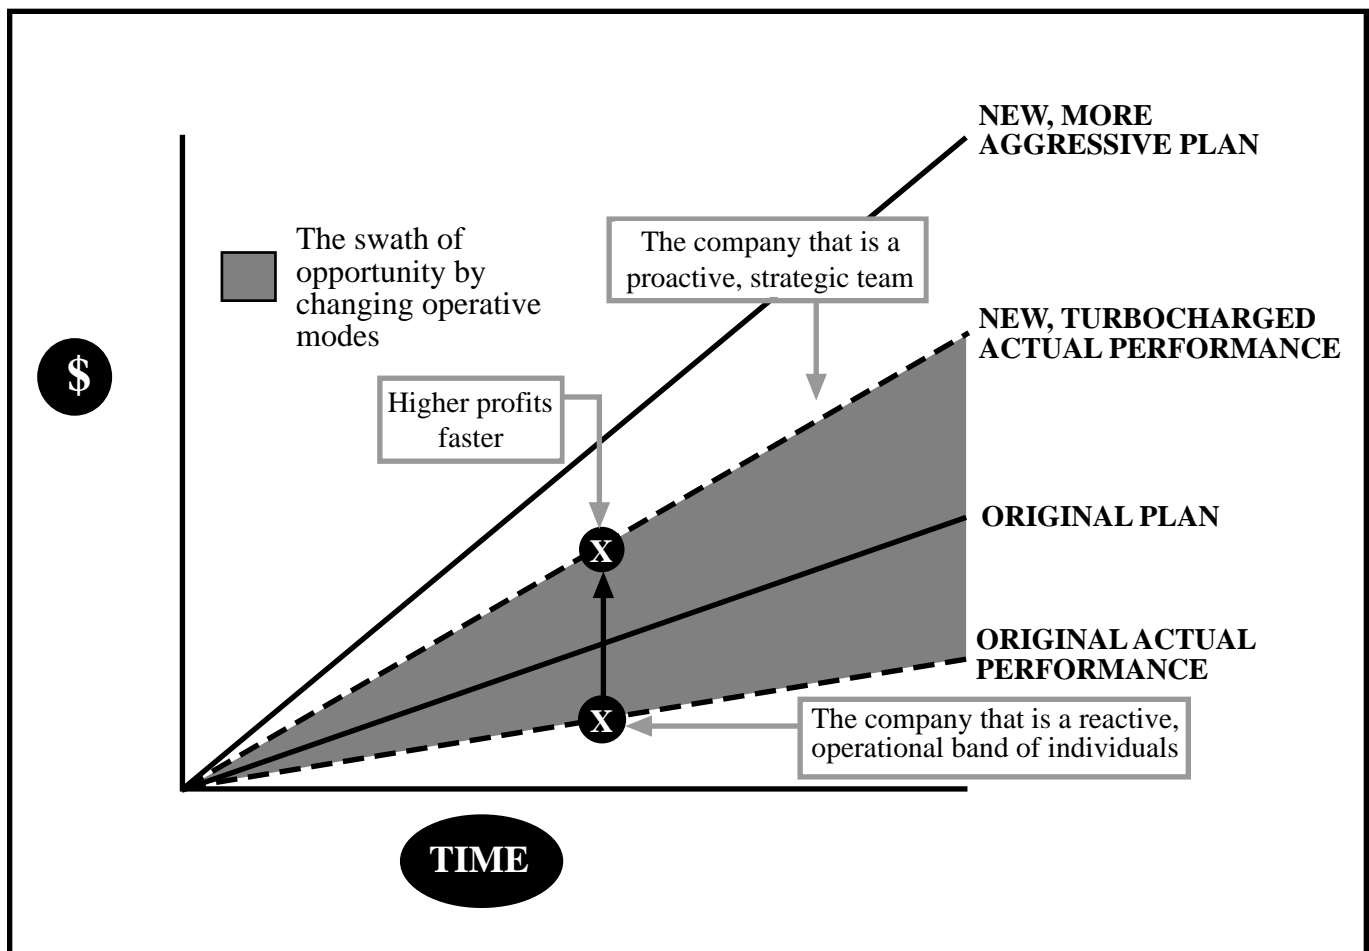 NEW, MORE
AGGRESSIVE PLAN
The swath of
opportunity by
changing operative
modes
The company that is a
proactive, strategic team
NEW, TURBOCHARGED
ACTUAL PERFORMANCE
$
Higher profits
faster
ORIGINAL PLAN
X
ORIGINAL ACTUAL
PERFORMANCE
X
The company that is a reactive,
operational band of individuals
TIME